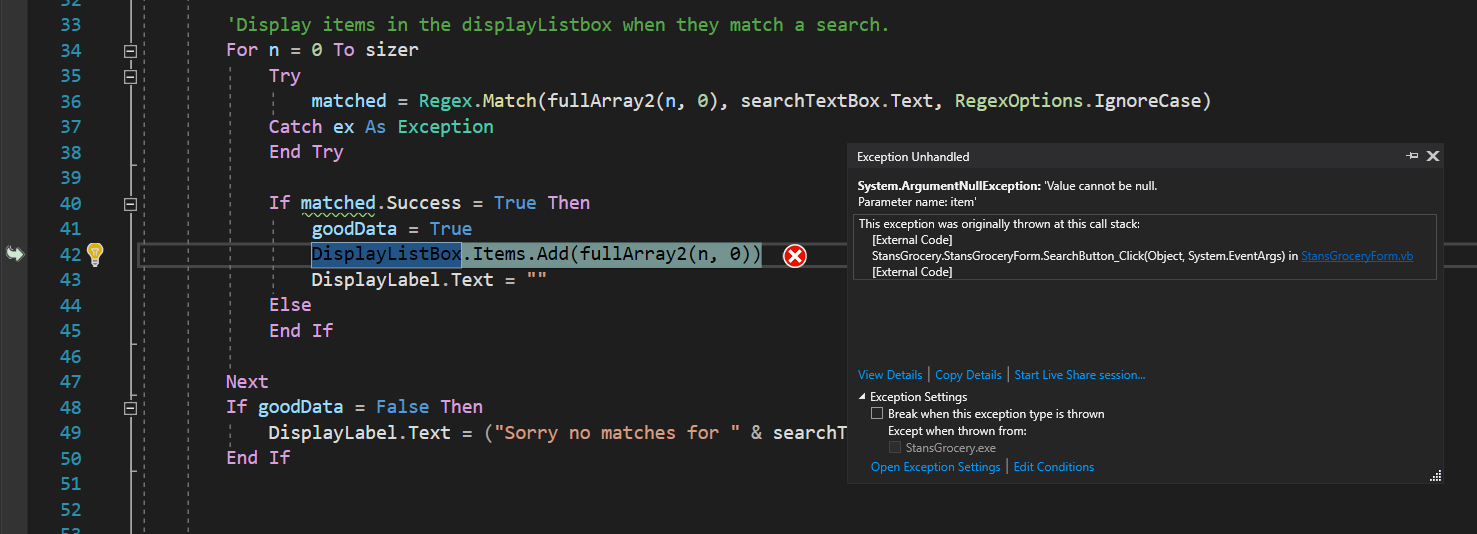 32
33 'Display items in the displayListbox when they match a search.
34 For n = 0 To sizer
35 Try
36 matched = Regex.Match(fullArray2(n, 0), searchTextBox.Text, RegexOptions.IgnoreCase)
37 Catch ex As Exception
38 End Try
39
40 If matched.Success = True Then
41 goodData = True
42 DisplayListBox.Items.Add(fullArray2(n, 0))
43 DisplayLabel.Text = ""
44 Else
45 End If
46
47 Next
48 If goodData = False Then
49 DisplayLabel.Text = ("Sorry no matches for " & searchT
50 End If
51
52
53
Exception Unhandled
System.ArgumentNullException: 'Value cannot be null.
Parameter name: item'
This exception was originally thrown at this call stack:
[External Code]
StansGrocery.StansGroceryForm.SearchButton_Click(Object, System.EventArgs) in StansGroceryForm.vb
[External Code]
View Details | Copy Details | Start Live Share session...
Exception Settings
Break when this exception type is thrown
Except when thrown from:
StansGrocery.exe
Open Exception Settings | Edit Conditions